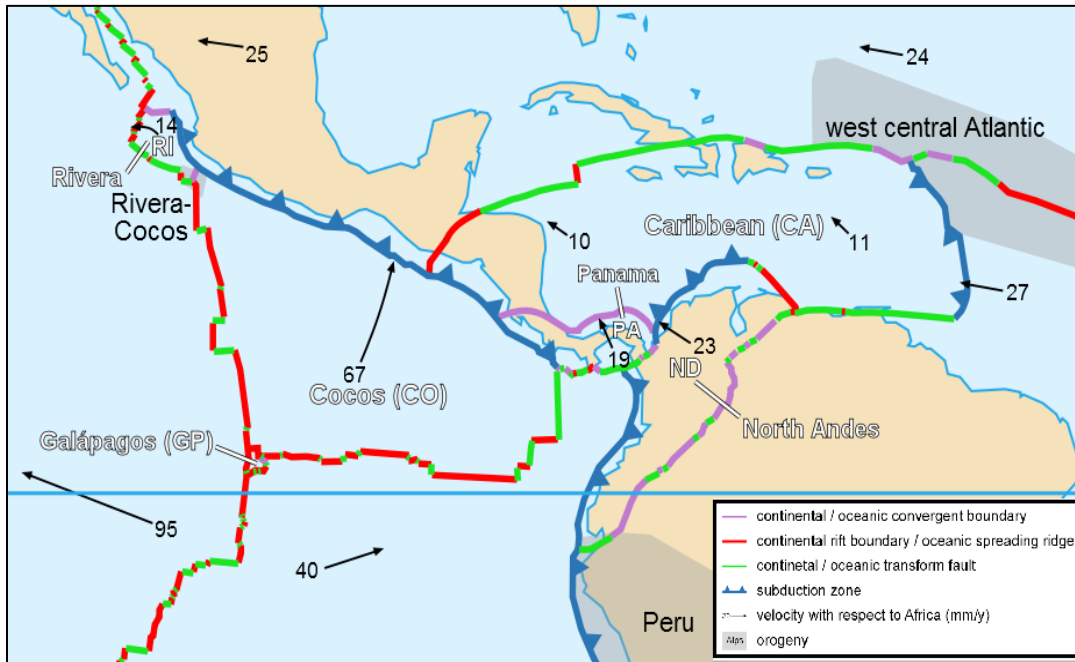 25
24
west central Atlantic
14
RI
Rivera
Rivera-
Cocos
10
Caribbean (CA)
11
Panama
27
PA
23
19
67
ND
Cocos (CO)
North Andes
Galápagos (GP)
95
40
Peru
continental / oceanic convergent boundary
continental rift boundary / oceanic spreading ridge
continetal / oceanic transform fault
subduction zone
velocity with respect to Africa (mm/y)
Alps
orogeny